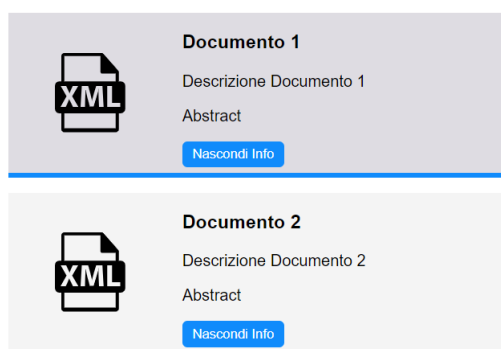 XML
Documento 1
Descrizione Documento 1
Abstract
Nascondi Info
XML
Documento 2
Descrizione Documento 2
Abstract
Nascondi Info